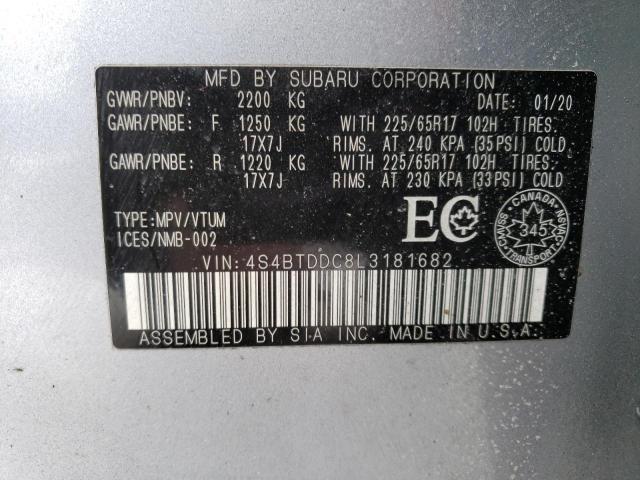 MFD BY SUBARU CORPORATION
GVWR/PNBV: 2200 KG DATE: 01/20
GAWR/PNBE: F 1250 KG WITH 225/65R17 102H TIRES.
17X7J RIMS. AT 240 KPA (35PSI) COLD
GAWR/PNBE: R 1220 KG WITH 225/65R17 102H TIRES.
17X7J RIMS. AT 230 KPA (33PSI) COLD
TYPE:MPV/VTUM
ICES/NMB-002
EC
CANADA
CMVSS NSVAC
345
TRANSPORT
VIN: 4S4BTDDC8L3181682
ASSEMBLED BY SIA INC. MADE IN U.S.A.